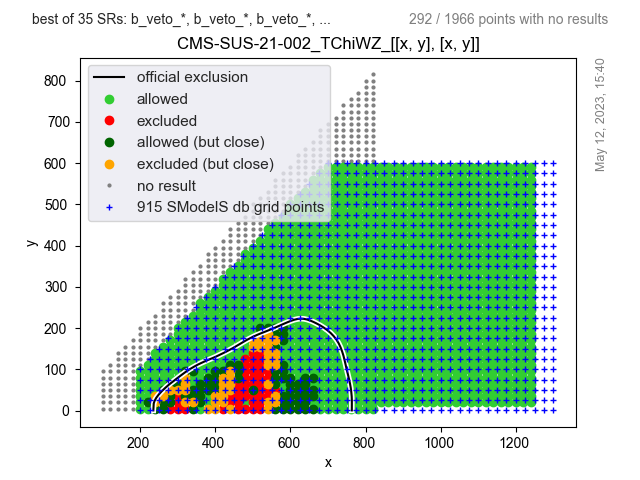 best of 35 SRs: b_veto_*, b_veto_*, b_veto_*, ...
292 / 1966 points with no results
CMS-SUS-21-002_TChiWZ_[[x, y], [x, y]]
official exclusion
allowed
excluded
allowed (but close)
excluded (but close)
no result
915 SModelS db grid points
May 12, 2023, 15:40
y
800
700
600
500
400
300
200
100
0
200 400 600 800 1000 1200
x